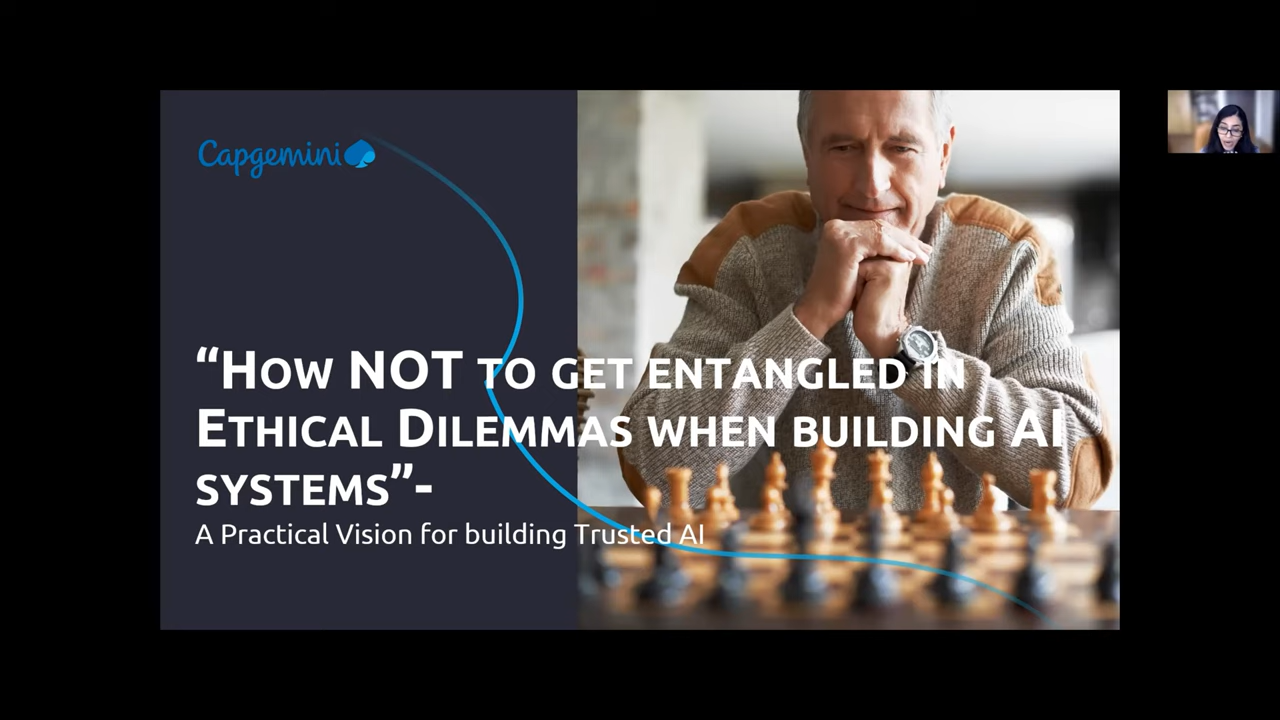 Capgemini
“HOW NOT TO GET ENTANGLED IN
ETHICAL DILEMMAS WHEN BUILDING AI
SYSTEMS”-
A Practical Vision for building Trusted AI